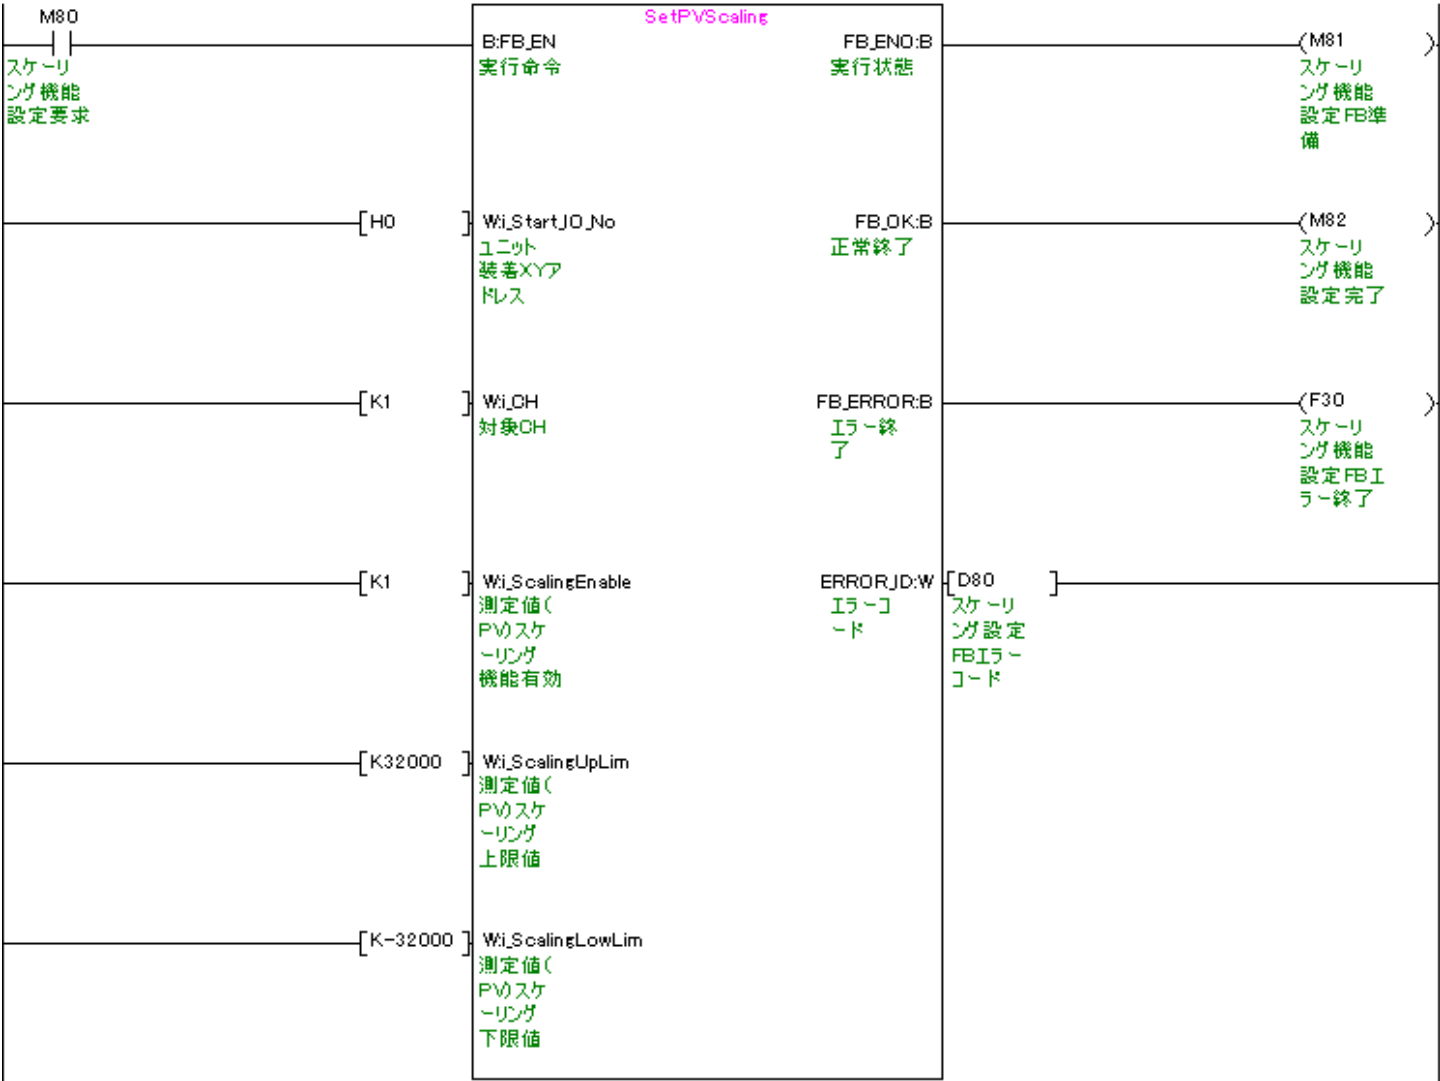 SetPVScaling
M80
B:FB_EN
FB_ENO:B
M81
スケーリ
ング機能
設定要求
実行命令
実行状態
スケーリ
ング機能
設定FB準
備
H0
W:i_Start_IO_No
FB_OK:B
M82
ユニット
装着XYア
ドレス
正常終了
スケーリ
ング機能
設定完了
K1
W:i_CH
FB_ERROR:B
F30
対象CH
エラー終
了
スケーリ
ング機能
設定FBエ
ラー終了
K1
W:i_ScalingEnable
ERROR_ID:W
D80
測定値(
PV)スケ
ーリング
機能有効
エラーコ
ード
スケーリ
ング設定
FBエラー
コード
K32000
W:i_ScalingUpLim
測定値(
PV)スケ
ーリング
上限値
K-32000
W:i_ScalingLowLim
測定値(
PV)スケ
ーリング
下限値